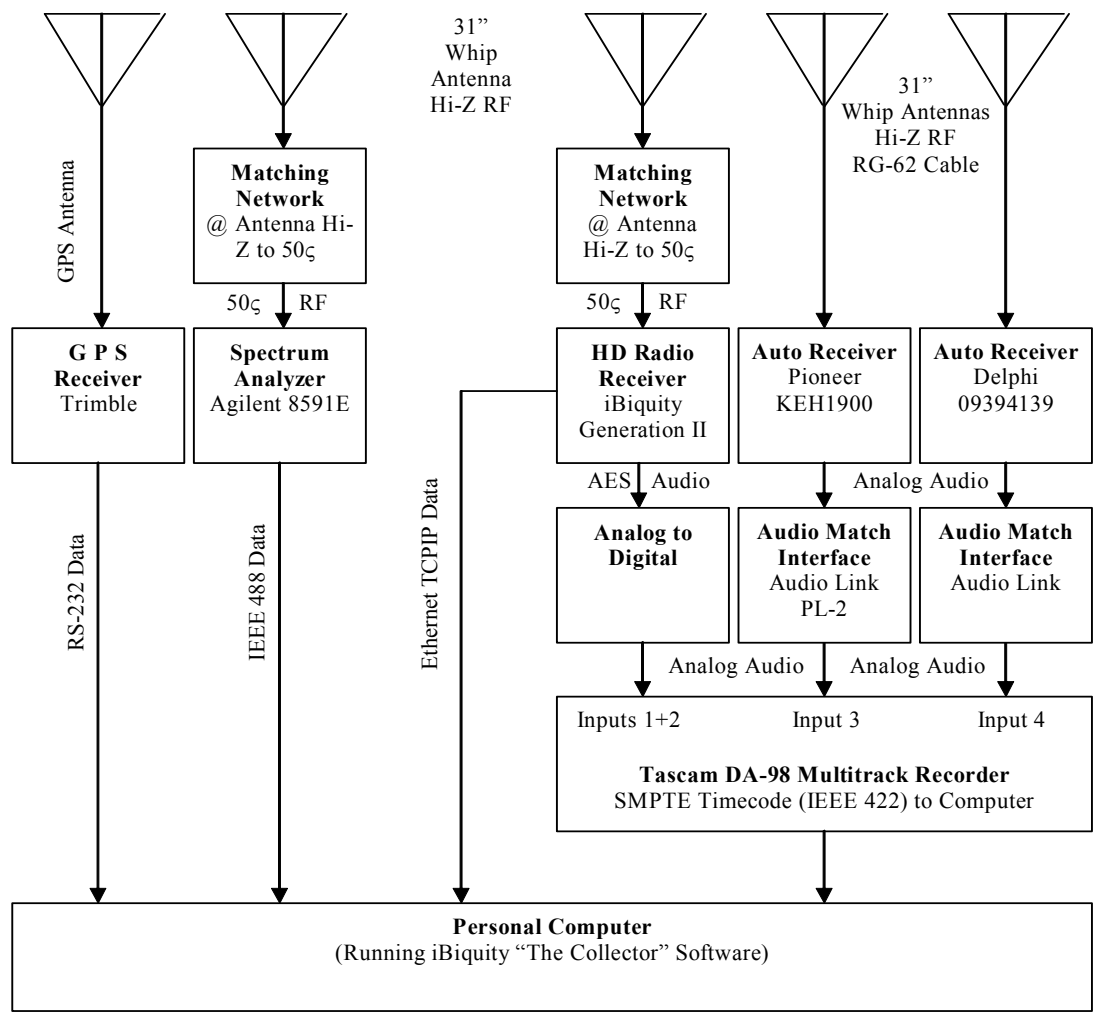 31”
Whip
Antenna
Hi-Z RF
31”
Whip Antennas
Hi-Z RF
RG-62 Cable
GPS Antenna
Matching
Network
@ Antenna Hi-
Z to 50ς
Matching
Network
@ Antenna
Hi-Z to 50ς
50ς RF
50ς RF
G P S
Receiver
Trimble
Spectrum
Analyzer
Agilent 8591E
HD Radio
Receiver
iBiquity
Generation II
Auto Receiver
Pioneer
KEH1900
Auto Receiver
Delphi
09394139
RS-232 Data
IEEE 488 Data
Ethernet TCPIP Data
AES Audio
Analog Audio
Analog to
Digital
Audio Match
Interface
Audio Link
PL-2
Audio Match
Interface
Audio Link
Analog Audio
Analog Audio
Inputs 1+2
Input 3
Input 4
Tascam DA-98 Multitrack Recorder
SMPTE Timecode (IEEE 422) to Computer
Personal Computer
(Running iBiquity “The Collector” Software)